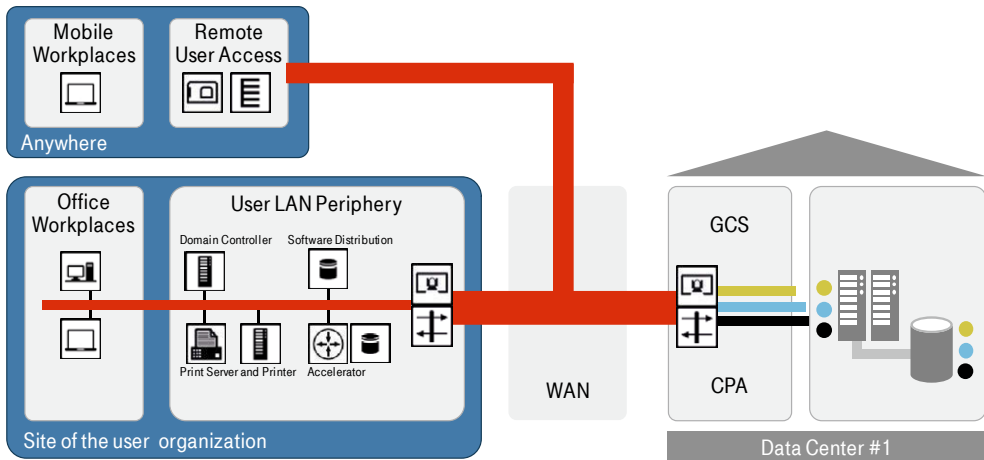 Mobile
Workplaces
Remote
User Access
Anywhere
Office
Workplaces
User LAN Periphery
Domain Controller
Software Distribution
Print Server and Printer
Accelerator
Site of the user organization
WAN
GCS
CPA
Data Center #1